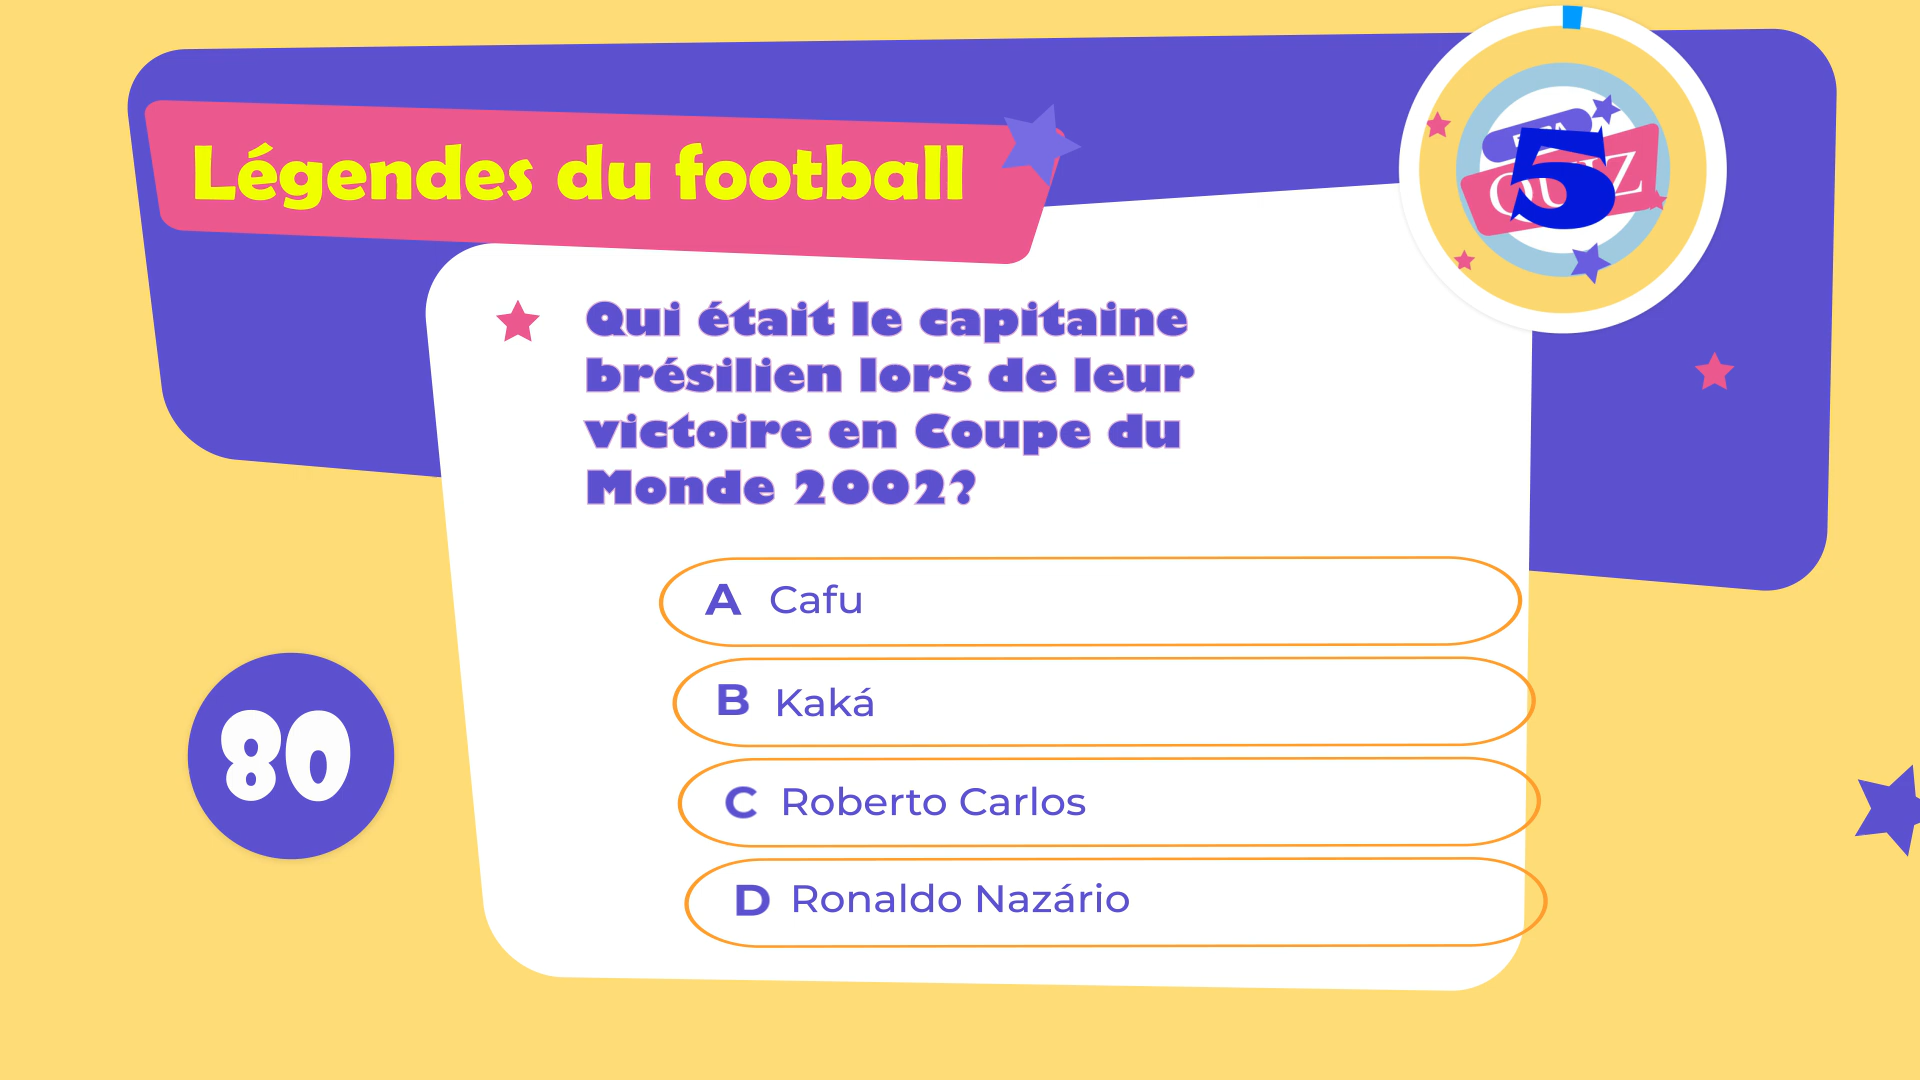 Légendes du football
5
QUIZ
Qui était le capitaine
brésilien lors de leur
victoire en Coupe du
Monde 2002?
A Cafu
B Kaká
C Roberto Carlos
D Ronaldo Nazário
80